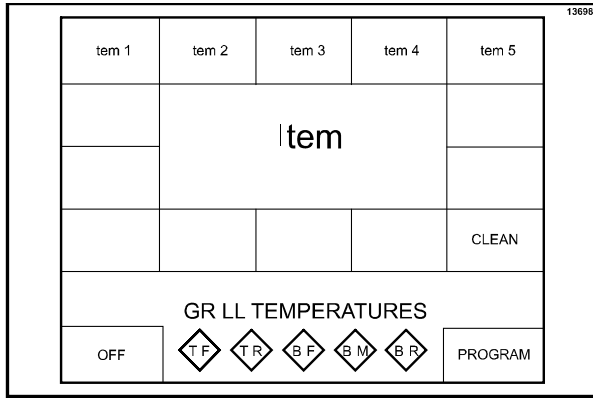 13698
tem 1 tem 2 tem 3 tem 4 tem 5
Item
CLEAN
GR LL TEMPERATURES
OFF T F T R B F B M B R PROGRAM